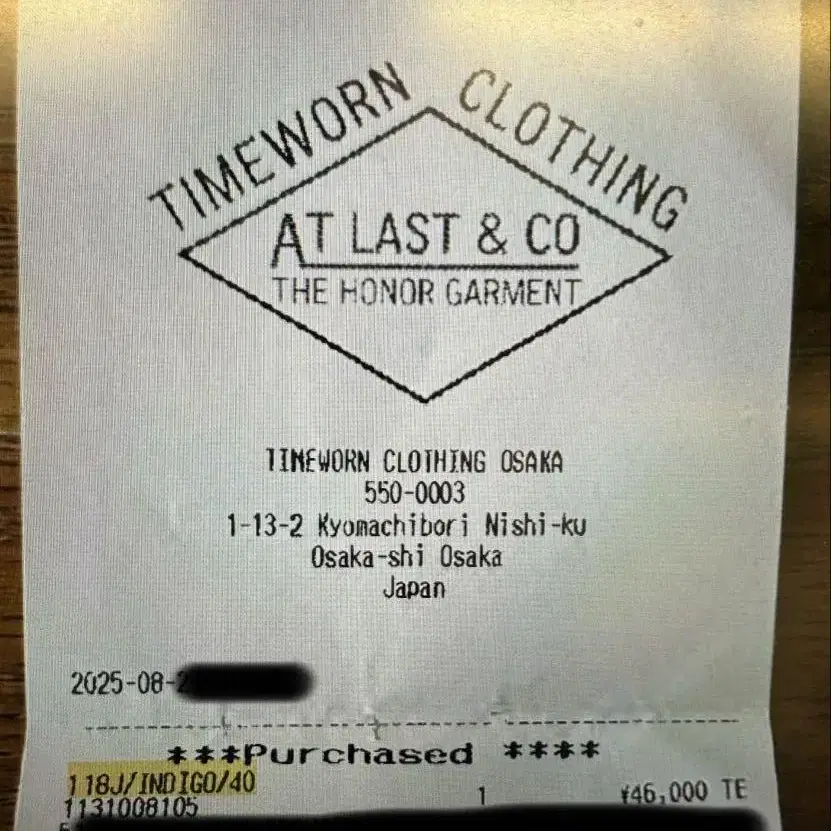 TIMEWORN CLOTHING
AT LAST & CO
THE HONOR GARMENT
TIMEWORN CLOTHING OSAKA
550-0003
1-13-2 Kyomachibori Nishi-ku
Osaka-shi Osaka
Japan
2025-08-2
***Purchased ****
118J/INDIGO/40
1131008105 1 ¥46,000 TE